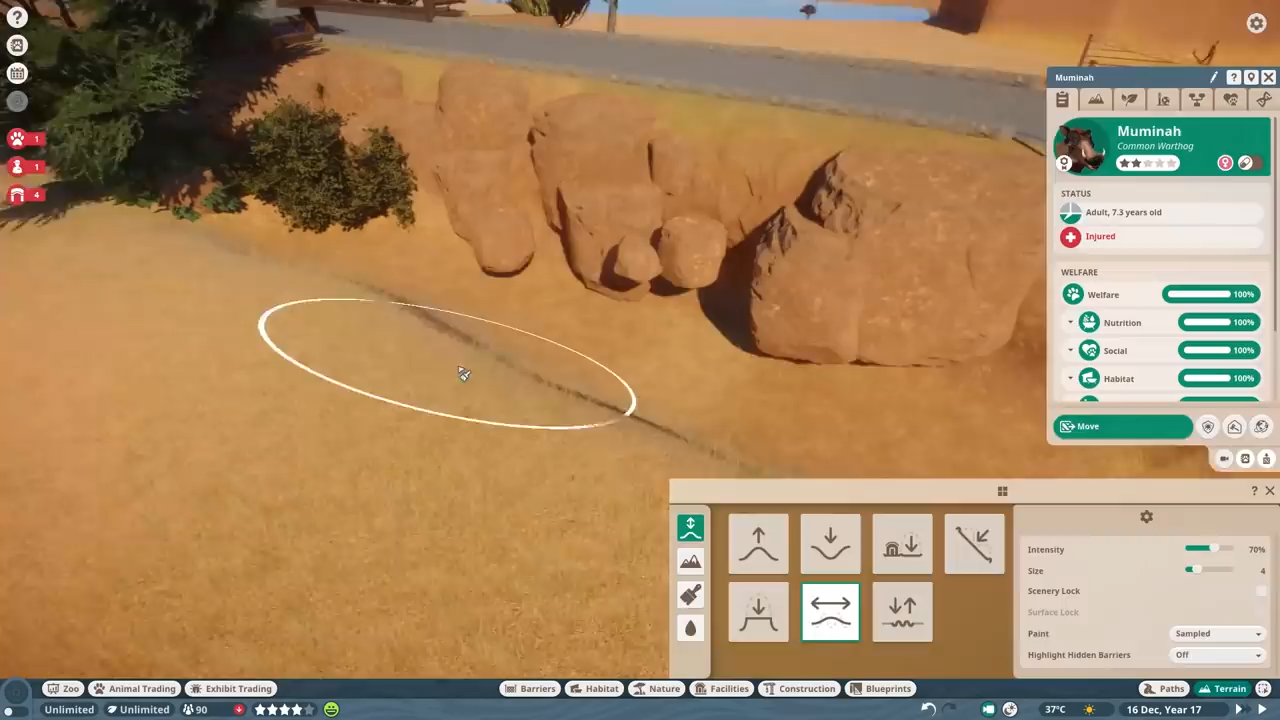 ?
1
1
4
Muminah
?
Muminah
Common Warthog
STATUS
Adult, 7.3 years old
Injured
WELFARE
Welfare 100%
Nutrition 100%
Social 100%
Habitat 100%
Move
?
Intensity 70%
Size 4
Scenery Lock
Surface Lock
Paint Sampled
Highlight Hidden Barriers Off
Zoo Animal Trading Exhibit Trading Barriers Habitat Nature Facilities Construction Blueprints Paths Terrain
Unlimited Unlimited 90 37°C 16 Dec, Year 17